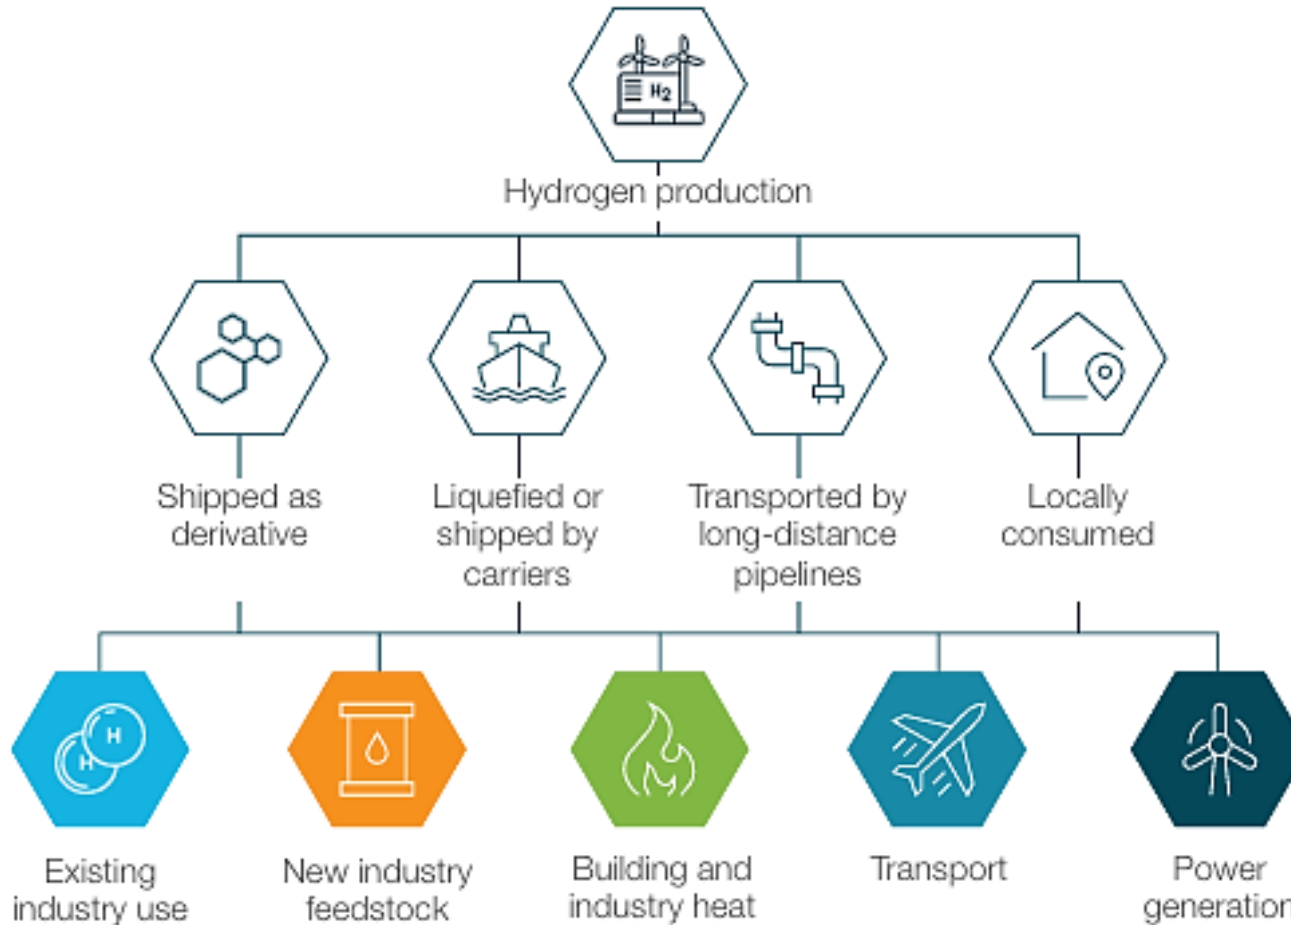 H2
Hydrogen production
Shipped as
derivative
Liquefied or
shipped by
carriers
Transported by
long-distance
pipelines
Locally
consumed
H
H
Existing
industry use
New industry
feedstock
Building and
industry heat
Transport
Power
generation